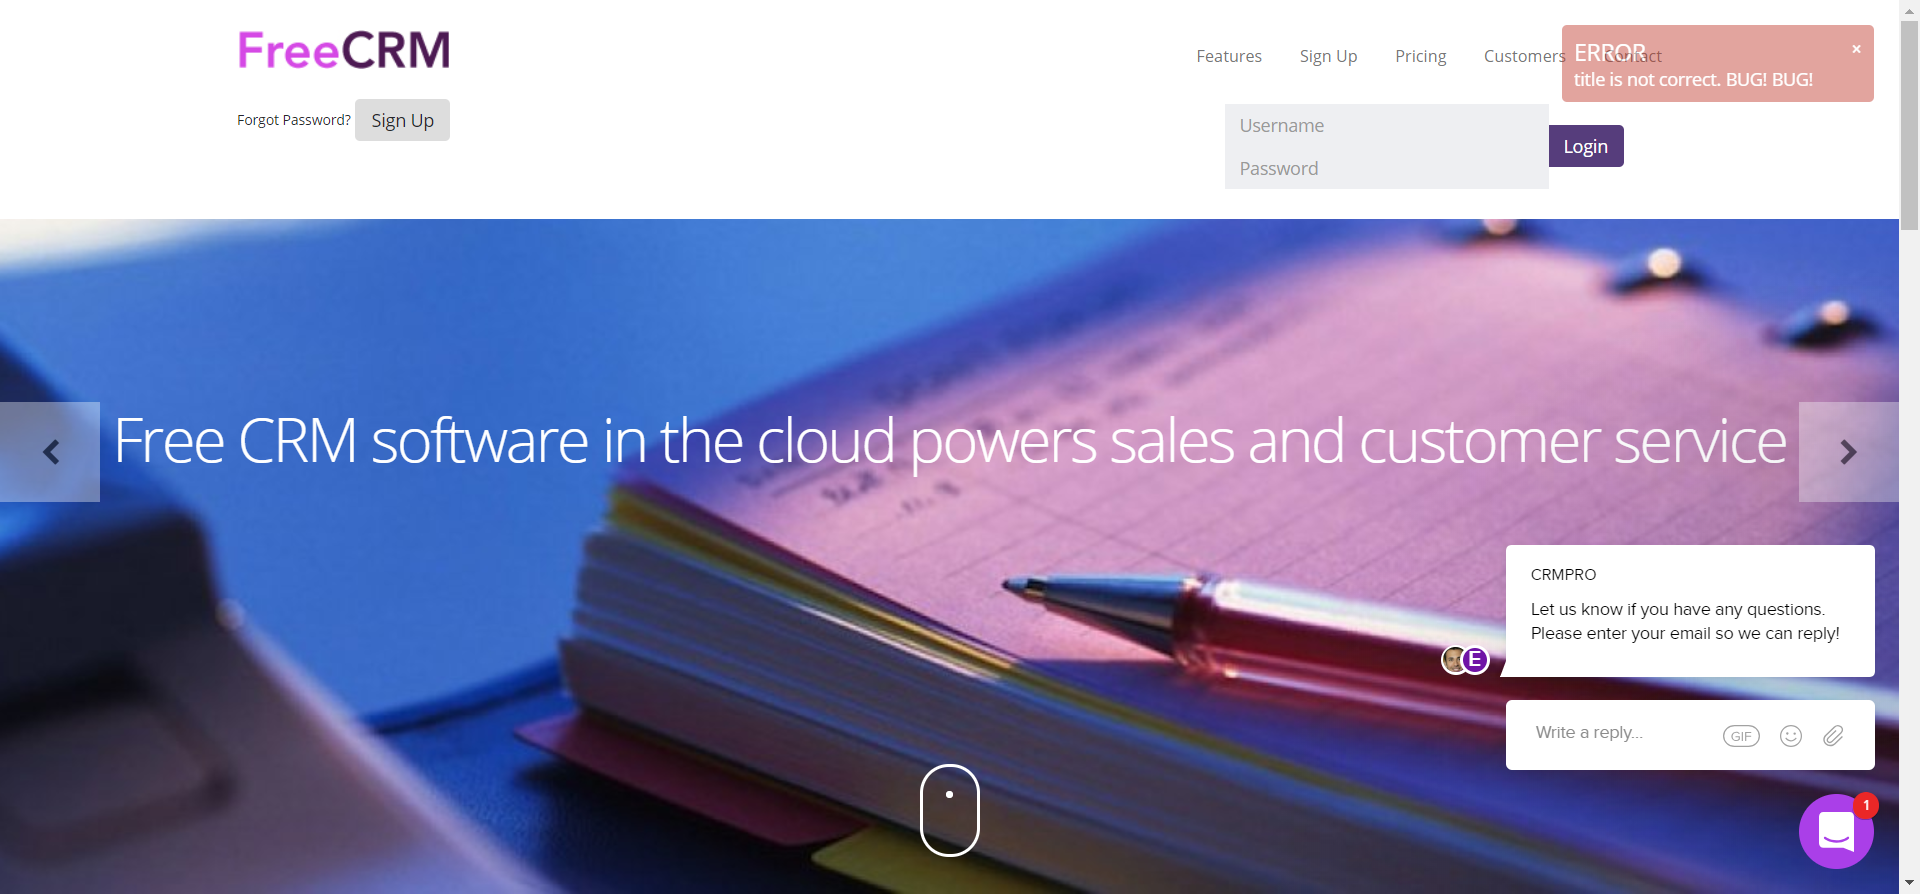 FreeCRM
Features
Sign Up
Pricing
Customers
Contact
ERROR
×
title is not correct. BUG! BUG!
Forgot Password?
Sign Up
Username
Password
Login
Free CRM software in the cloud powers sales and customer service
CRMPRO
Let us know if you have any questions.
Please enter your email so we can reply!
E
Write a reply...
GIF
1